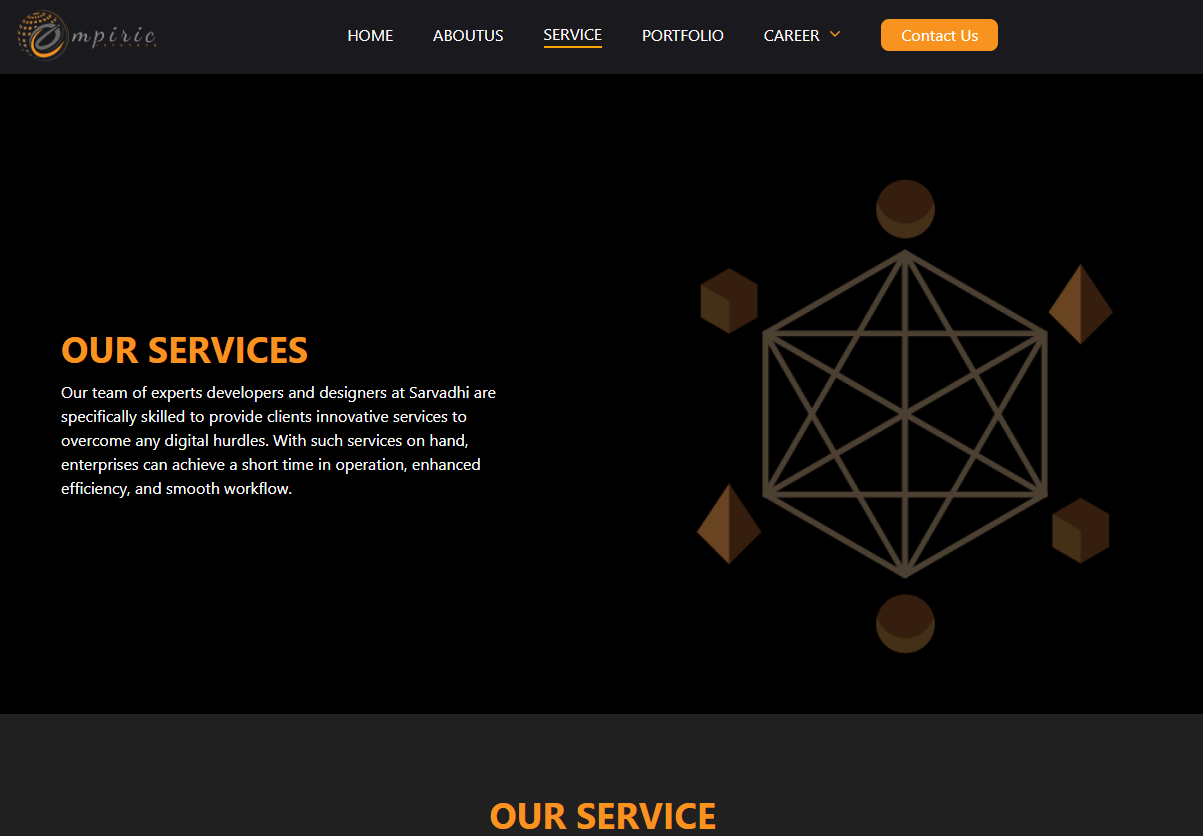 mpiric
HOME
ABOUTUS
SERVICE
PORTFOLIO
CAREER
Contact Us
OUR SERVICES
Our team of experts developers and designers at Sarvadhi are
specifically skilled to provide clients innovative services to
overcome any digital hurdles. With such services on hand,
enterprises can achieve a short time in operation, enhanced
efficiency, and smooth workflow.
OUR SERVICE